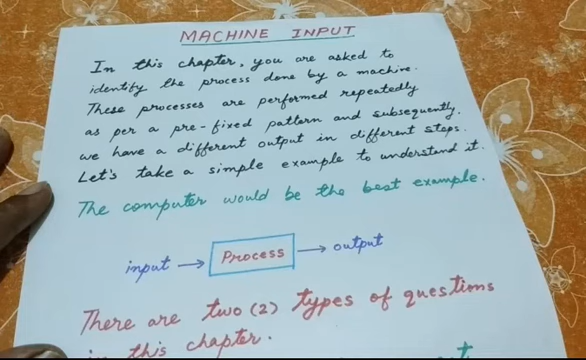 MACHINE INPUT
In this chapter, you are asked to
identify the process done by a machine.
These processes are performed repeatedly
as per a pre-fixed pattern and subsequently.
we have a different output in different steps.
Let's take a simple example to understand it.
The computer would be the best example.
input → Process → output
There are two (2) types of questions
in this chapter.